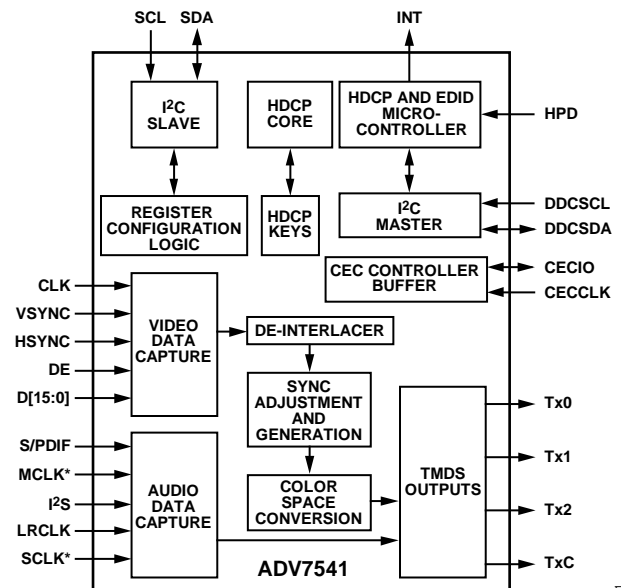 SCL SDA INT
I²C
SLAVE
HDCP
CORE
HDCP AND EDID
MICRO-
CONTROLLER
HPD
REGISTER
CONFIGURATION
LOGIC
HDCP
KEYS
I²C
MASTER
DDCSCL
DDCSDA
CEC CONTROLLER
BUFFER
CECIO
CECCLK
CLK
VSYNC
HSYNC
DE
D[15:0]
VIDEO
DATA
CAPTURE
DE-INTERLACER
SYNC
ADJUSTMENT
AND
GENERATION
COLOR
SPACE
CONVERSION
TMDS
OUTPUTS
Tx0
Tx1
Tx2
TxC
S/PDIF
MCLK*
I²S
LRCLK
SCLK*
AUDIO
DATA
CAPTURE
ADV7541